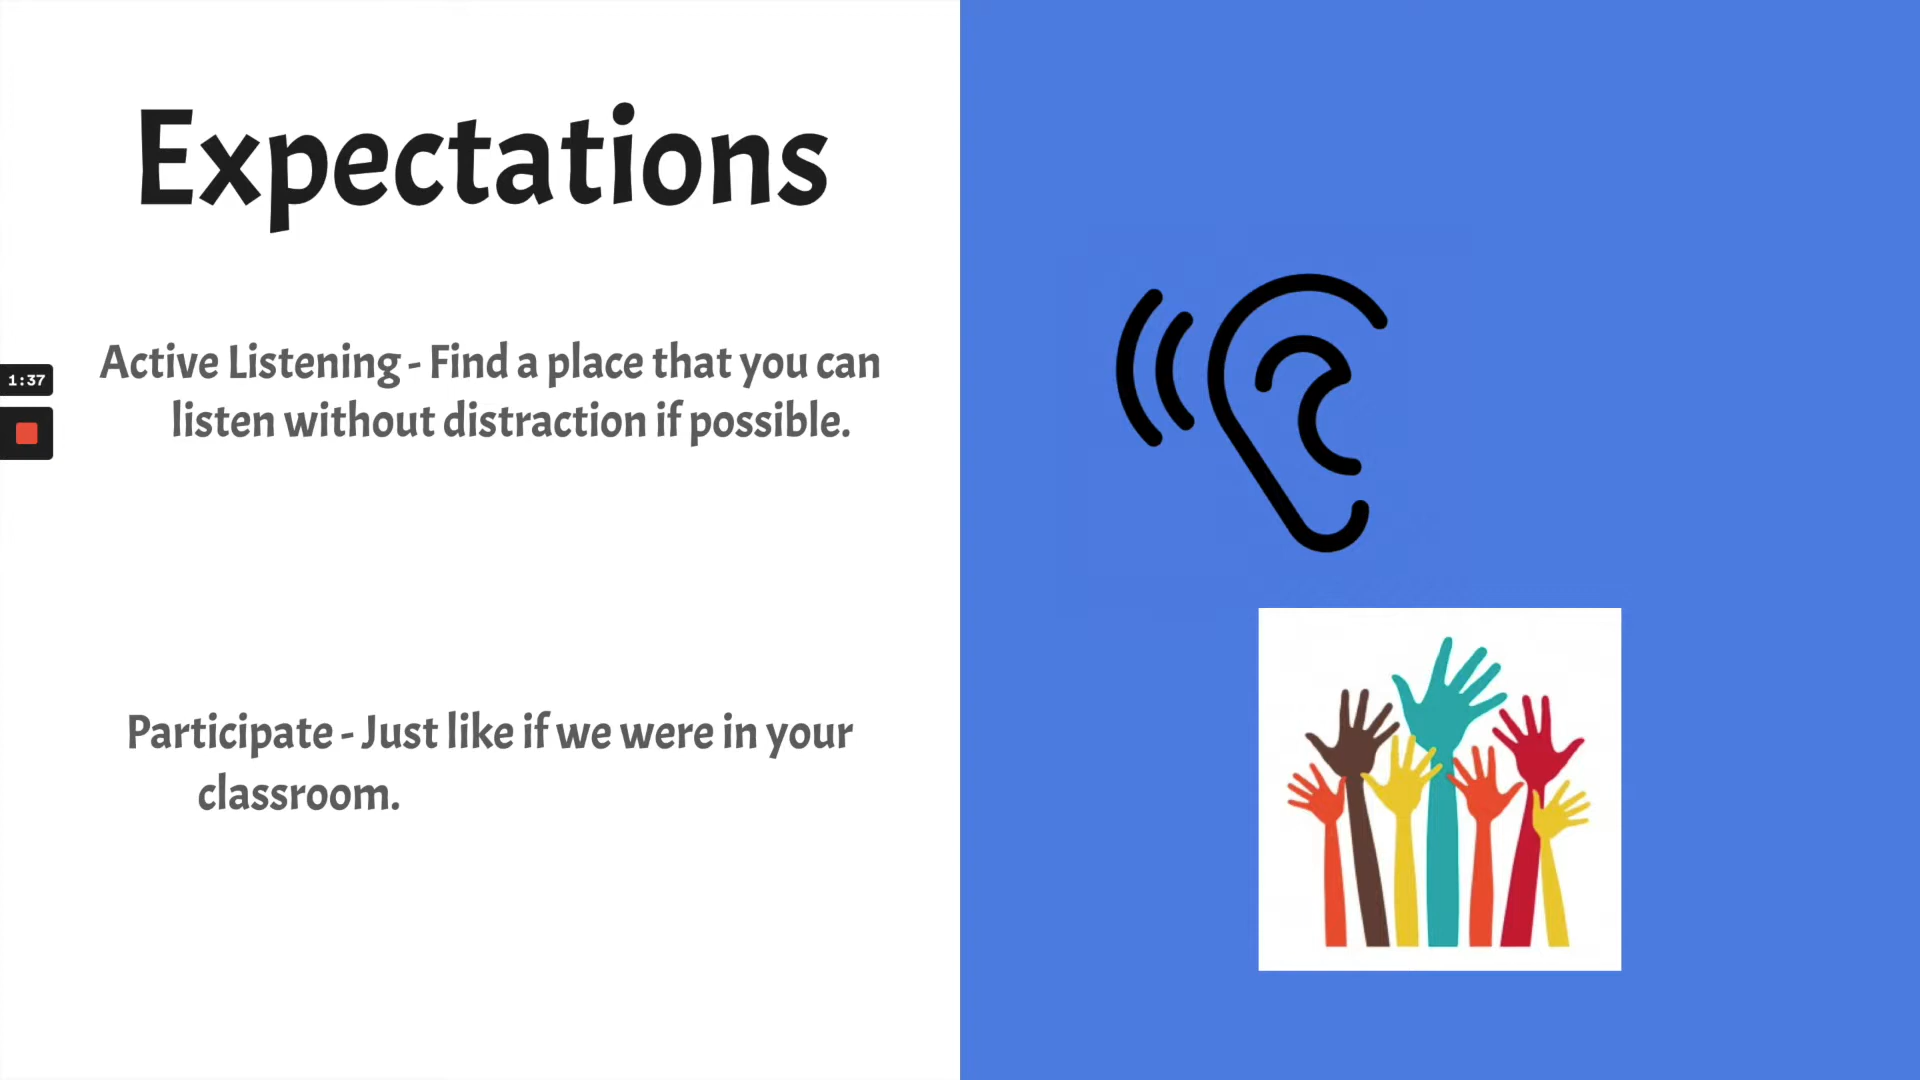 Expectations
Active Listening - Find a place that you can
listen without distraction if possible.
1:37
Participate - Just like if we were in your
classroom.